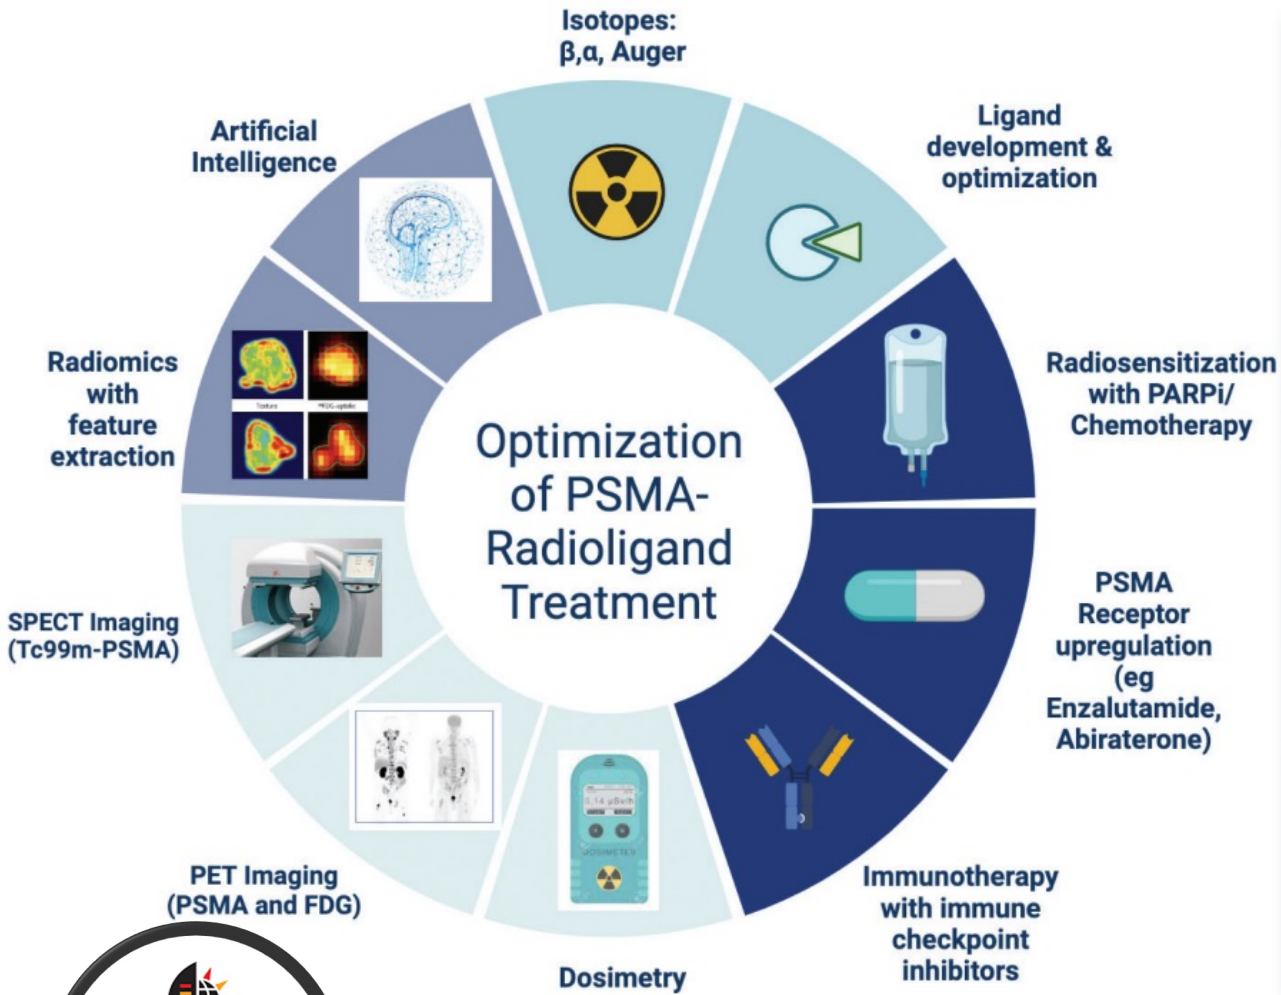 Isotopes:
β,α, Auger
Ligand
development &
optimization
Radiosensitization
with PARPi/
Chemotherapy
PSMA
Receptor
upregulation
(eg
Enzalutamide,
Abiraterone)
Immunotherapy
with immune
checkpoint
inhibitors
Dosimetry
PET Imaging
(PSMA and FDG)
SPECT Imaging
(Tc99m-PSMA)
Radiomics
with
feature
extraction
Artificial
Intelligence
Optimization
of PSMA-
Radioligand
Treatment
Texture
DOSIMETER